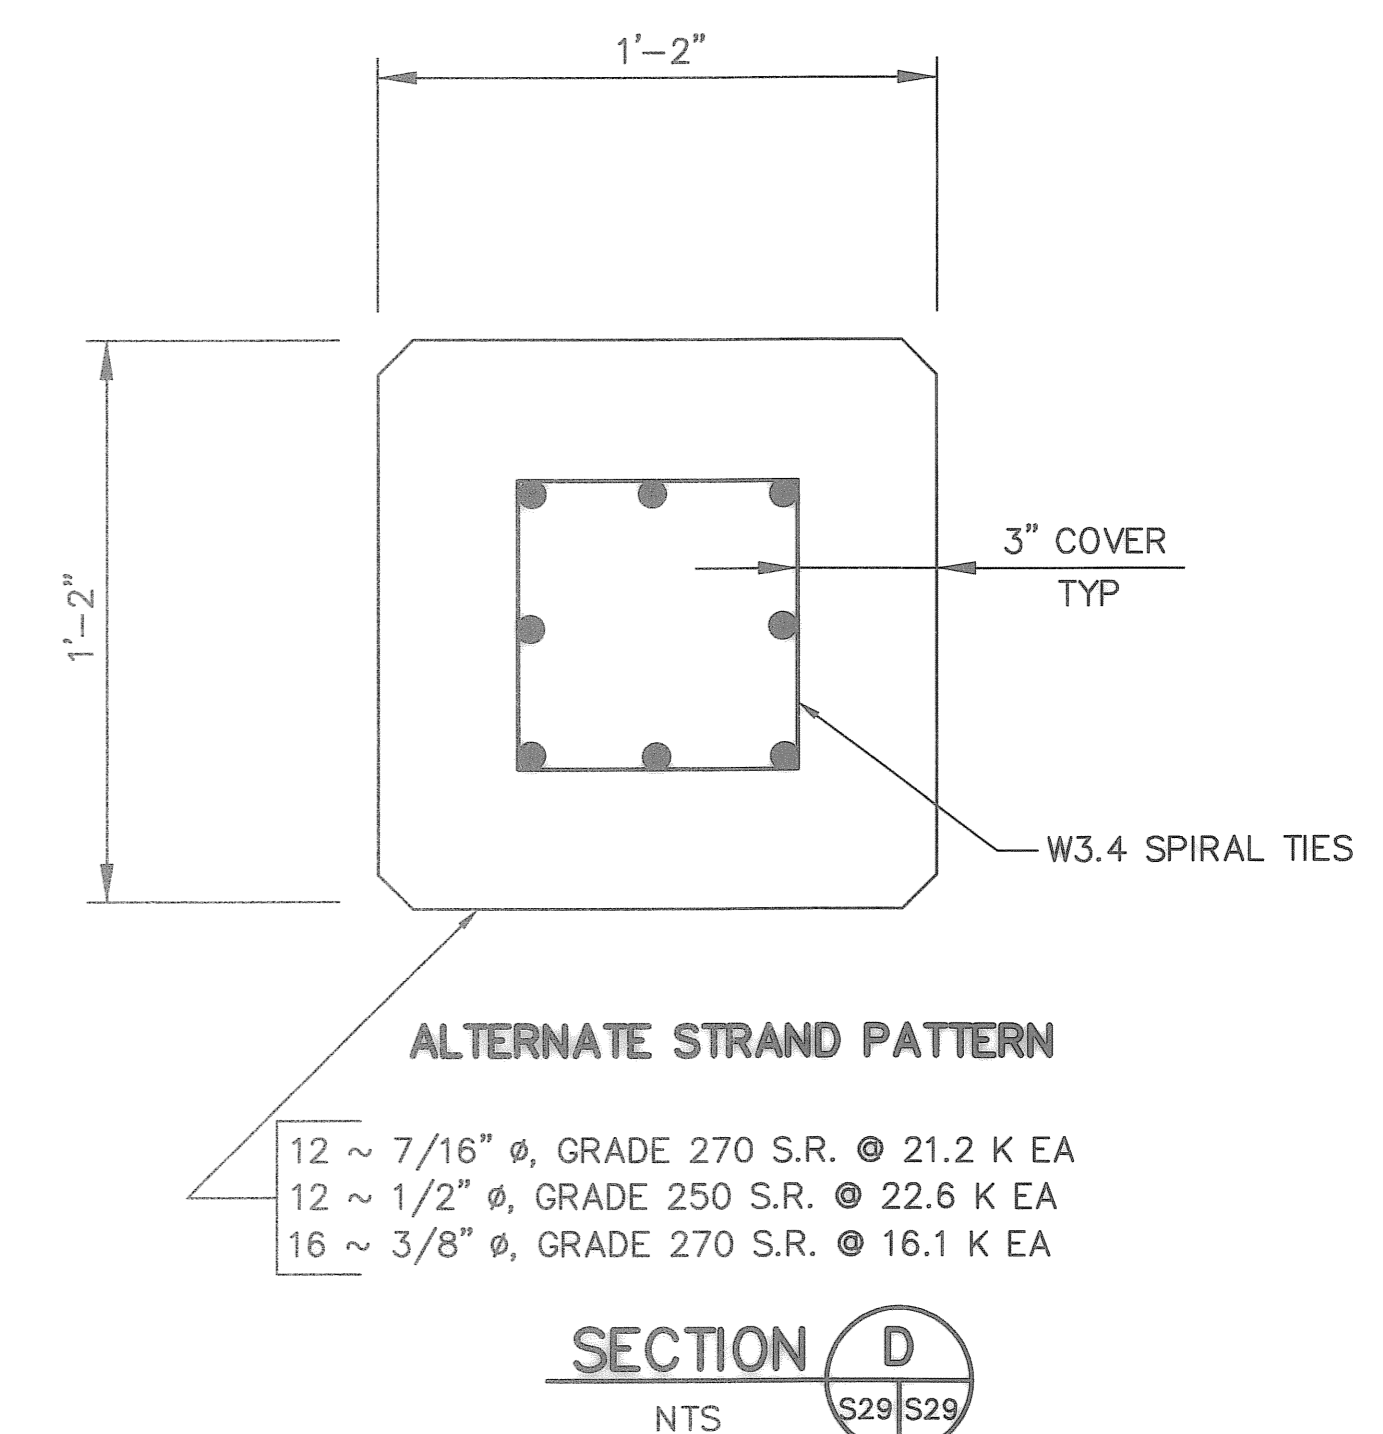 1'-2"
1'-2"
3" COVER
TYP
W3.4 SPIRAL TIES
ALTERNATE STRAND PATTERN
12 ~ 7/16" ø, GRADE 270 S.R. @ 21.2 K EA
12 ~ 1/2" ø, GRADE 250 S.R. @ 22.6 K EA
16 ~ 3/8" ø, GRADE 270 S.R. @ 16.1 K EA
SECTION D
NTS S29 S29